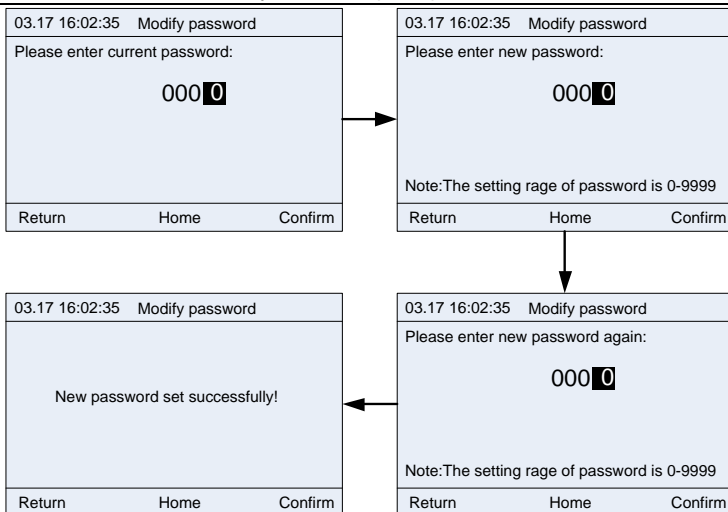 03.17 16:02:35 Modify password
Please enter current password:
0000
Return Home Confirm
03.17 16:02:35 Modify password
Please enter new password:
0000
Note:The setting rage of password is 0-9999
Return Home Confirm
03.17 16:02:35 Modify password
Please enter new password again:
0000
Note:The setting rage of password is 0-9999
Return Home Confirm
03.17 16:02:35 Modify password
New password set successfully!
Return Home Confirm